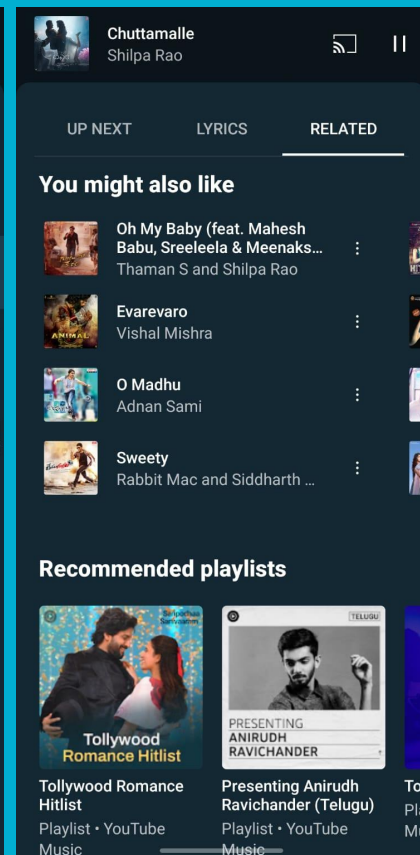 Chuttamalle
Shilpa Rao
UP NEXT
LYRICS
RELATED
You might also like
Oh My Baby (feat. Mahesh
Babu, Sreeleela & Meenaks...
Thaman S and Shilpa Rao
ANIMAL
Evarevaro
Vishal Mishra
O Madhu
Adnan Sami
Sweety
Rabbit Mac and Siddharth ...
Recommended playlists
Tollywood
Romance Hitlist
TELUGU
PRESENTING
ANIRUDH
RAVICHANDER
Tollywood Romance
Hitlist
Playlist • YouTube
Music
Presenting Anirudh
Ravichander (Telugu)
Playlist • YouTube
Music